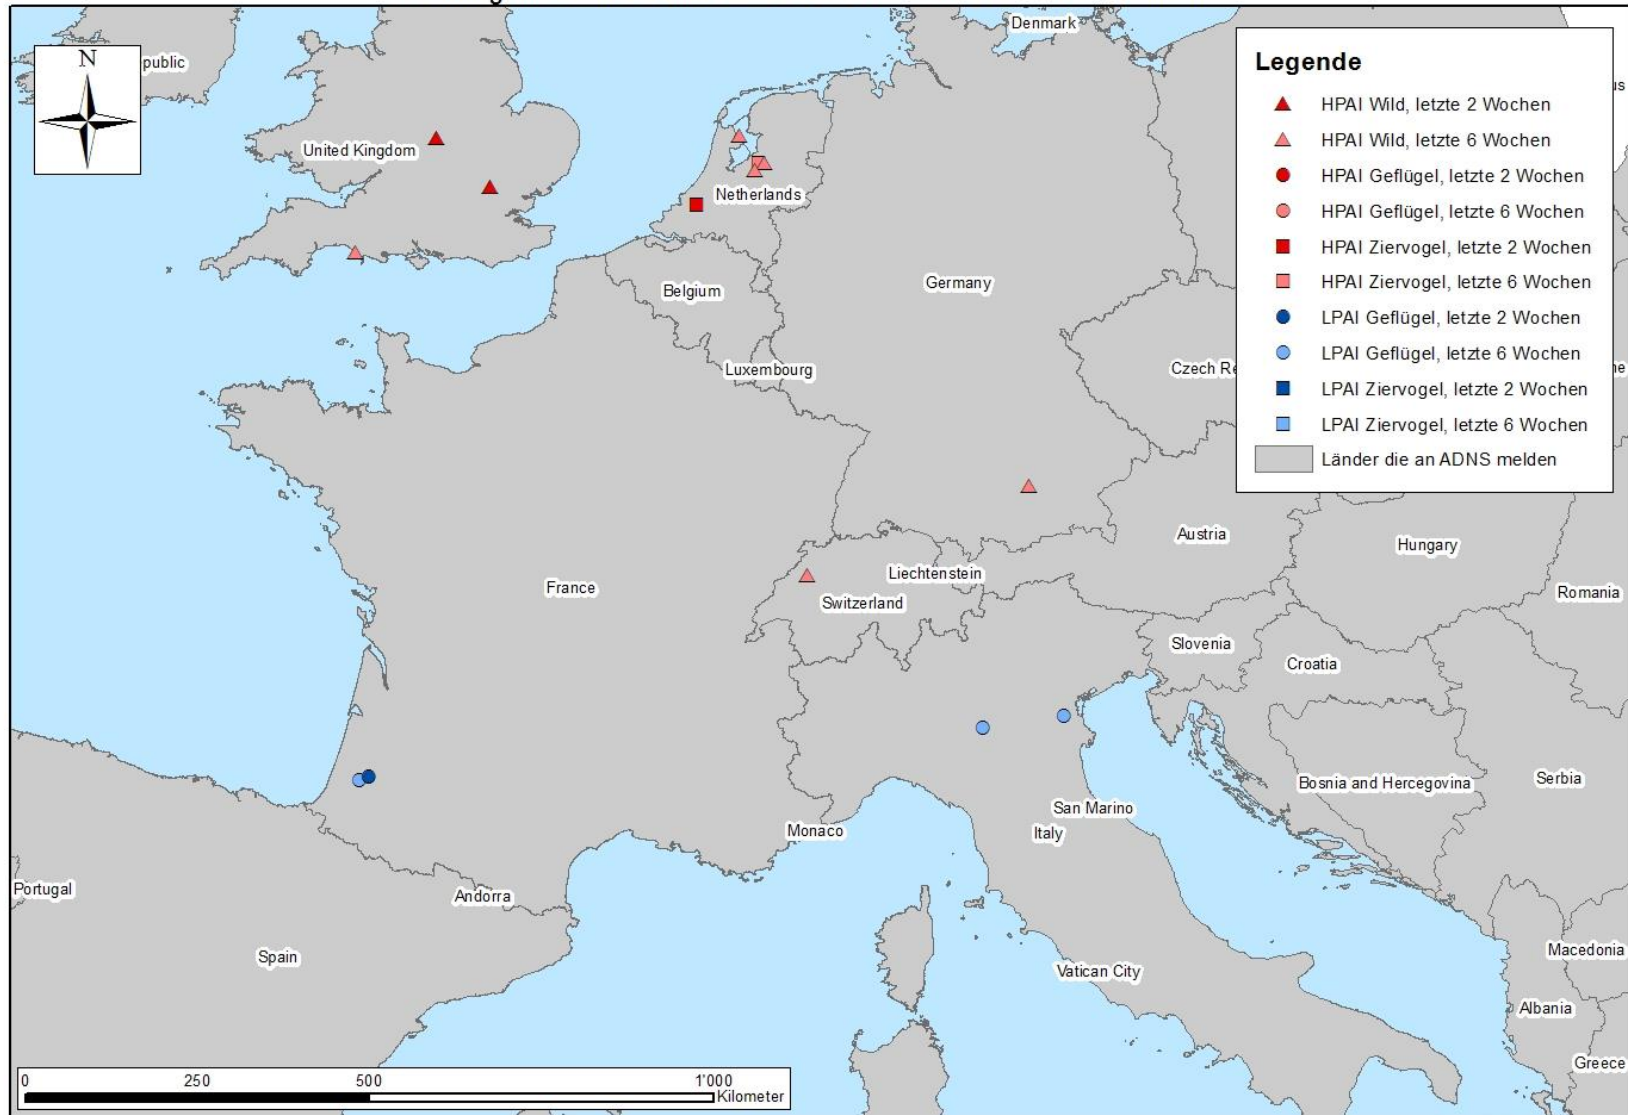 g
Denmark
N
public
United Kingdom
Netherlands
Belgium
Germany
Luxembourg
Czech Re
Austria
Hungary
Liechtenstein
Switzerland
France
Romania
Slovenia
Croatia
Bosnia and Hercegovina
Serbia
San Marino
Italy
Monaco
Andorra
Portugal
Spain
Vatican City
Macedonia
Albania
Greece
Legende
HPAI Wild, letzte 2 Wochen
HPAI Wild, letzte 6 Wochen
HPAI Geflügel, letzte 2 Wochen
HPAI Geflügel, letzte 6 Wochen
HPAI Ziervogel, letzte 2 Wochen
HPAI Ziervogel, letzte 6 Wochen
LPAI Geflügel, letzte 2 Wochen
LPAI Geflügel, letzte 6 Wochen
LPAI Ziervogel, letzte 2 Wochen
LPAI Ziervogel, letzte 6 Wochen
Länder die an ADNS melden
us
ne
0 250 500 1'000
Kilometer